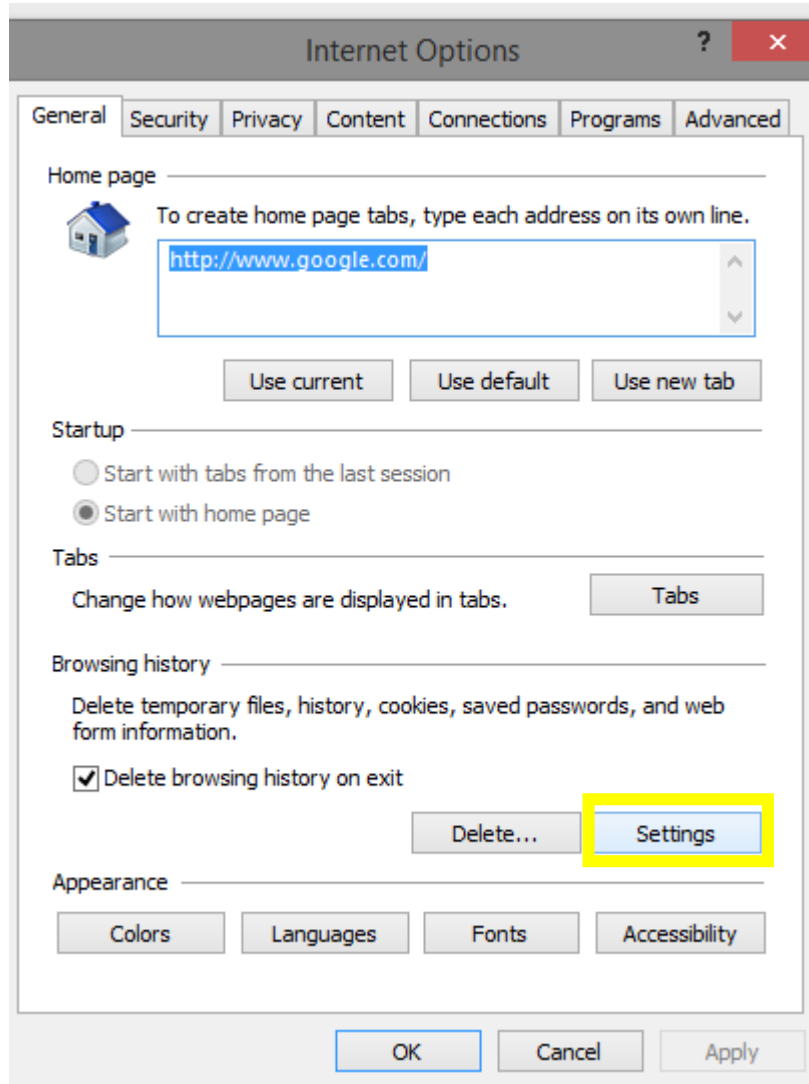 Internet Options
?
General Security Privacy Content Connections Programs Advanced
Home page
To create home page tabs, type each address on its own line.
http://www.google.com/
Use current Use default Use new tab
Startup
Start with tabs from the last session
Start with home page
Tabs
Change how webpages are displayed in tabs. Tabs
Browsing history
Delete temporary files, history, cookies, saved passwords, and web
form information.
Delete browsing history on exit
Delete... Settings
Appearance
Colors Languages Fonts Accessibility
OK Cancel Apply